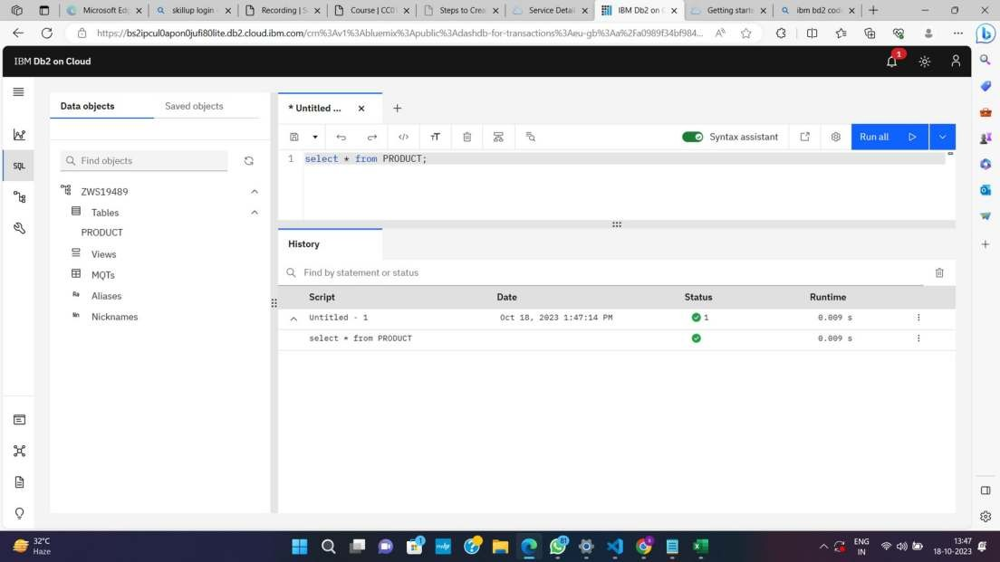 Microsoft Ed
skillup login
Recording | S
Course | CC01
Steps to Crea
Service Detail
IBM Db2 on C
Getting starte
ibm bd2 code
https://bs2ipcul0apon0jufi80lite.db2.cloud.ibm.com/crn%3Av1%3Abluemix%3Apublic%3Adashdb-for-transactions%3Aeu-gb%3Aa%2Fa0989f34bf984...
IBM Db2 on Cloud
1
Data objects
Saved objects
* Untitled ...
SQL
Syntax assistant
Run all
Find objects
1 select * from PRODUCT;
ZWS19489
Tables
PRODUCT
Views
MQTs
Aliases
Nicknames
History
Find by statement or status
Script Date Status Runtime
Untitled - 1 Oct 18, 2023 1:47:14 PM 1 0.009 s
select * from PRODUCT 0.009 s
32°C
Haze
1
81
ENG
IN
13:47
18-10-2023